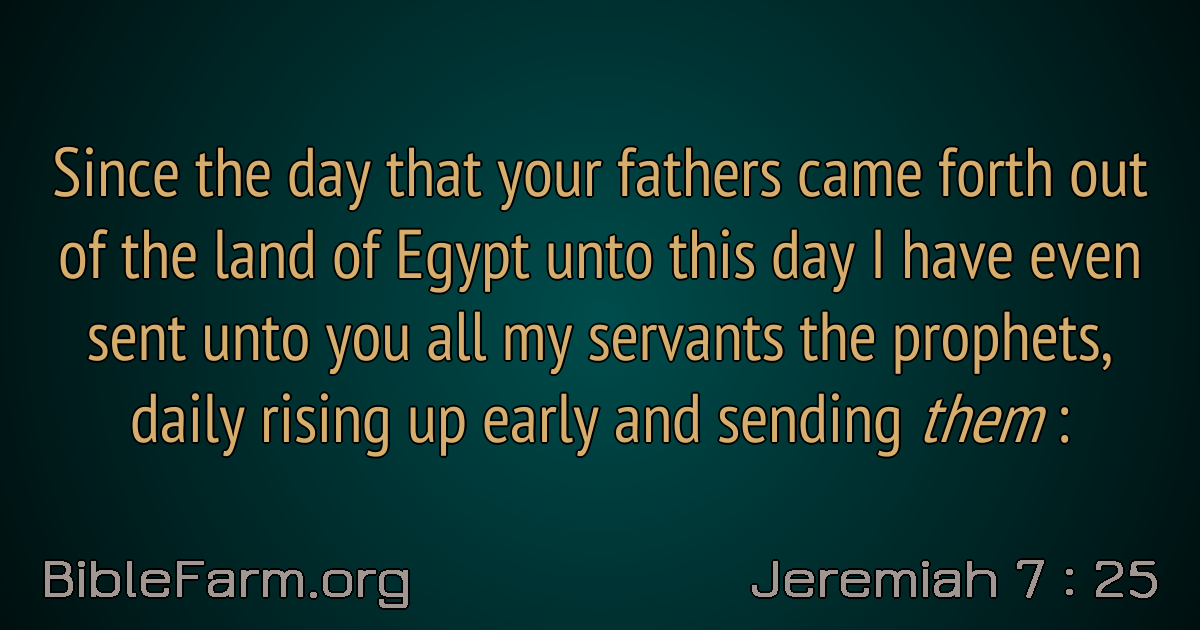 Since the day that your fathers came forth out
of the land of Egypt unto this day I have even
sent unto you all my servants the prophets,
daily rising up early and sending them :
BibleFarm.org
Jeremiah 7 : 25